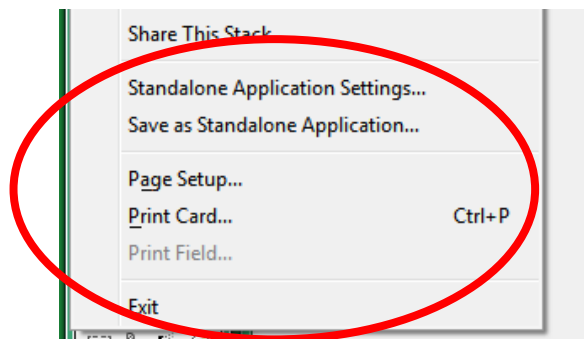 Share This Stack...
Standalone Application Settings...
Save as Standalone Application...
Page Setup...
Print Card... Ctrl+P
Print Field...
Exit